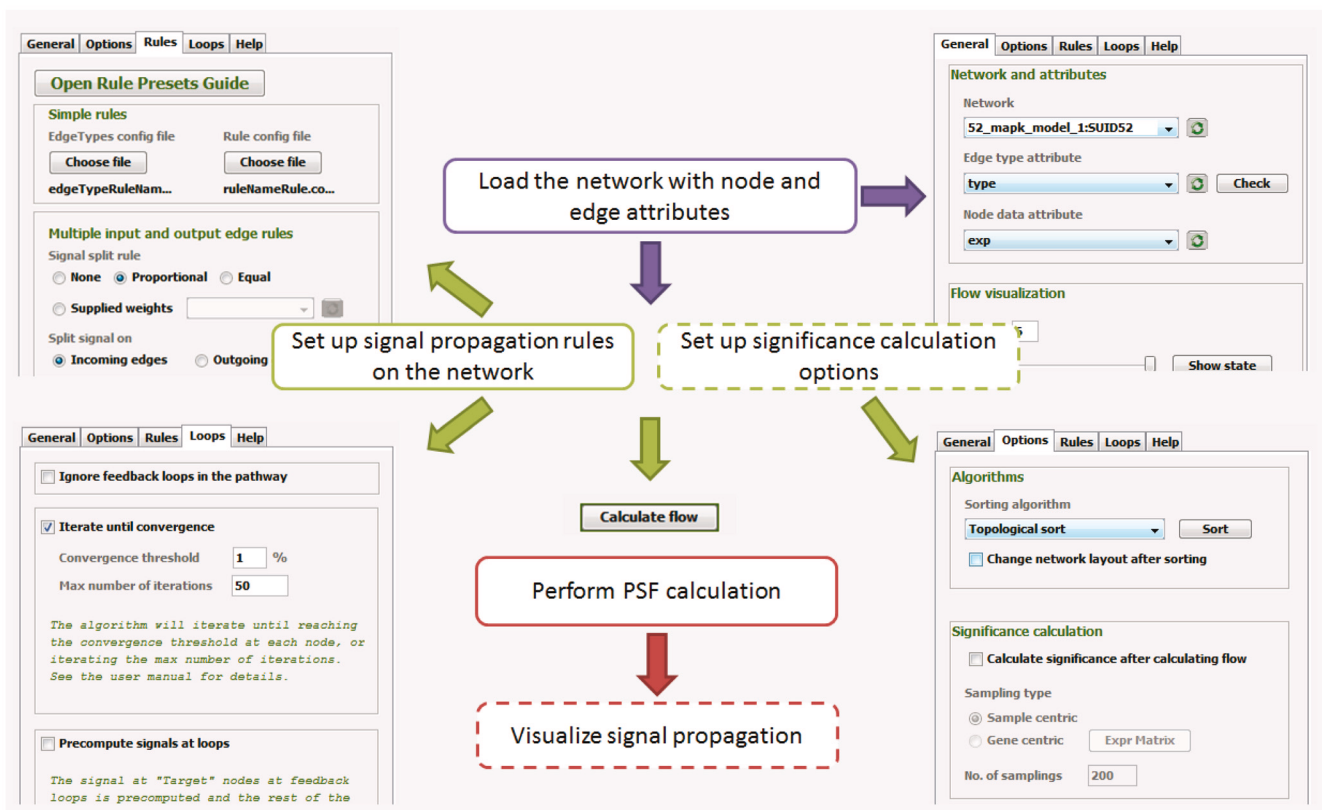 General Options Rules Loops Help
Open Rule Presets Guide
Simple rules
EdgeTypes config file Rule config file
Choose file Choose file
edgeTypeRuleNam... ruleNameRule.co...
Multiple input and output edge rules
Signal split rule
None Proportional Equal
Supplied weights
Split signal on
Incoming edges Outgoing
General Options Rules Loops Help
Network and attributes
Network
52_mapk_model_1:SUID52
Edge type attribute
type Check
Node data attribute
exp
Flow visualization
5
Show state
Load the network with node and
edge attributes
Set up signal propagation rules
on the network
Set up significance calculation
options
General Options Rules Loops Help
Ignore feedback loops in the pathway
Iterate until convergence
Convergence threshold 1 %
Max number of iterations 50
The algorithm will iterate until reaching
the convergence threshold at each node, or
iterating the max number of iterations.
See the user manual for details.
Precompute signals at loops
The signal at "Target" nodes at feedback
loops is precomputed and the rest of the
Calculate flow
Perform PSF calculation
Visualize signal propagation
General Options Rules Loops Help
Algorithms
Sorting algorithm
Topological sort Sort
Change network layout after sorting
Significance calculation
Calculate significance after calculating flow
Sampling type
Sample centric
Gene centric Expr Matrix
No. of samplings 200